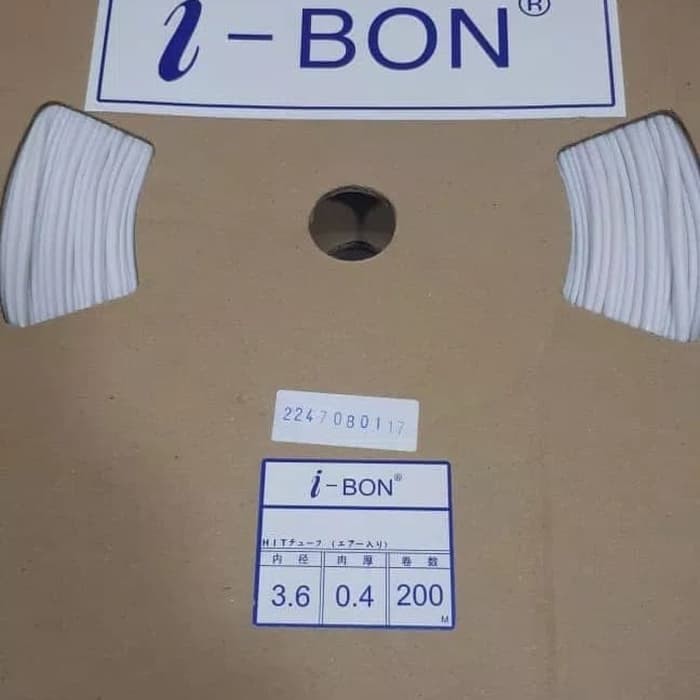 i-BON®
2247080117
i-BON®
HITチューブ (エアー入り)
内径 肉厚 巻数
3.6 0.4 200
M